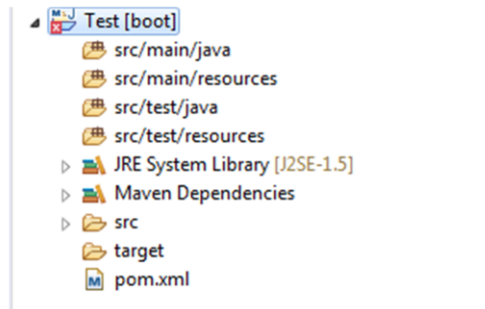 Test [boot]
src/main/java
src/main/resources
src/test/java
src/test/resources
JRE System Library [J2SE-1.5]
Maven Dependencies
src
target
pom.xml